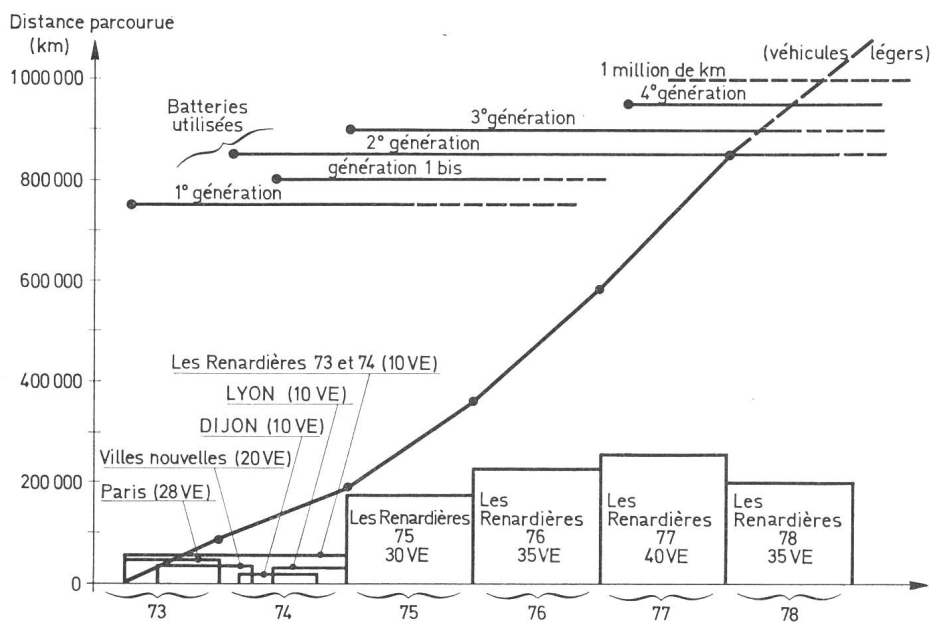 Distance parcourue
(km)
1000 000
800 000
600 000
400 000
200 000
0
(véhicules légers)
1 million de km
4° génération
3° génération
2° génération
génération 1 bis
1° génération
Batteries
utilisées
Les Renardières 73 et 74 (10 VE)
LYON (10 VE)
DIJON (10 VE)
Villes nouvelles (20 VE)
Paris (28 VE)
Les Renardières
75
30 VE
Les
Renardières
76
35 VE
Les
Renardières
77
40 VE
Les
Renardières
78
35 VE
73
74
75
76
77
78